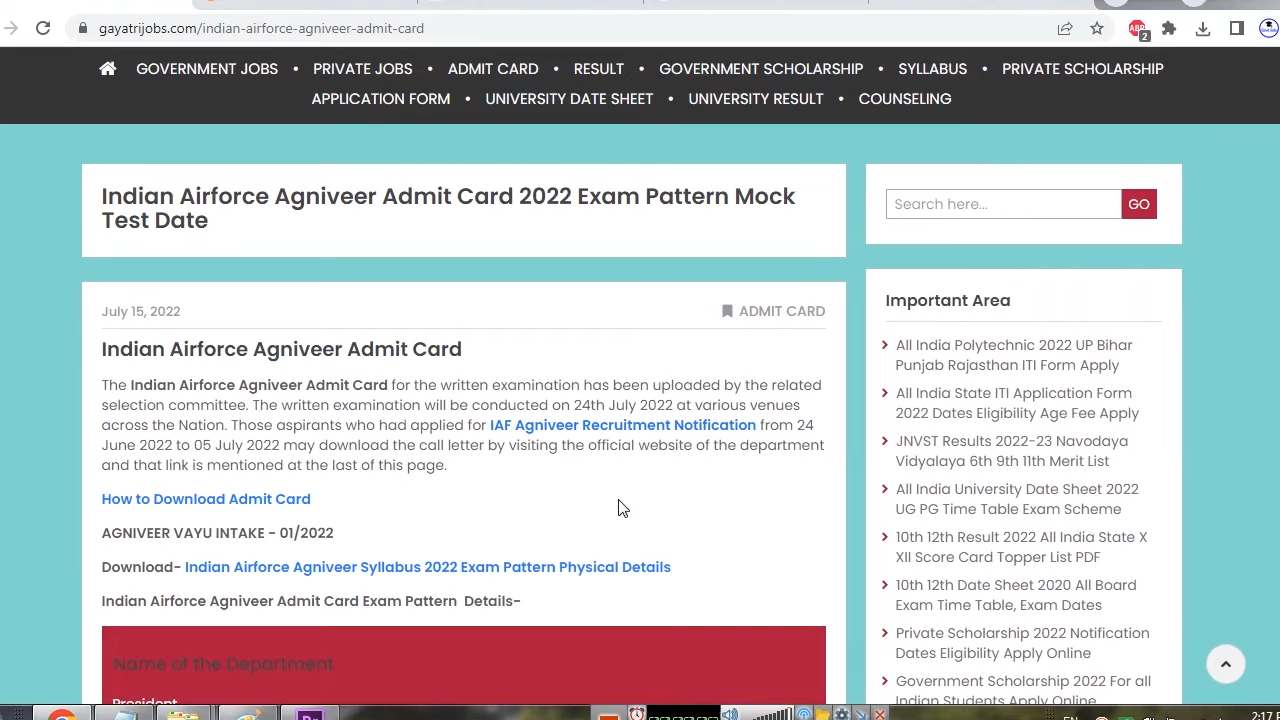 gayatrijobs.com/indian-airforce-agniveer-admit-card
ABP
2
GOVERNMENT JOBS • PRIVATE JOBS • ADMIT CARD • RESULT • GOVERNMENT SCHOLARSHIP • SYLLABUS • PRIVATE SCHOLARSHIP
APPLICATION FORM • UNIVERSITY DATE SHEET • UNIVERSITY RESULT • COUNSELING
Indian Airforce Agniveer Admit Card 2022 Exam Pattern Mock
Test Date
July 15, 2022
ADMIT CARD
Indian Airforce Agniveer Admit Card
The Indian Airforce Agniveer Admit Card for the written examination has been uploaded by the related
selection committee. The written examination will be conducted on 24th July 2022 at various venues
across the Nation. Those aspirants who had applied for IAF Agniveer Recruitment Notification from 24
June 2022 to 05 July 2022 may download the call letter by visiting the official website of the department
and that link is mentioned at the last of this page.
How to Download Admit Card
AGNIVEER VAYU INTAKE - 01/2022
Download- Indian Airforce Agniveer Syllabus 2022 Exam Pattern Physical Details
Indian Airforce Agniveer Admit Card Exam Pattern Details-
Name of the Department
President
Search here...
GO
Important Area
All India Polytechnic 2022 UP Bihar
Punjab Rajasthan ITI Form Apply
All India State ITI Application Form
2022 Dates Eligibility Age Fee Apply
JNVST Results 2022-23 Navodaya
Vidyalaya 6th 9th 11th Merit List
All India University Date Sheet 2022
UG PG Time Table Exam Scheme
10th 12th Result 2022 All India State X
XII Score Card Topper List PDF
10th 12th Date Sheet 2020 All Board
Exam Time Table, Exam Dates
Private Scholarship 2022 Notification
Dates Eligibility Apply Online
Government Scholarship 2022 For all
Indian Students Apply Online
EN